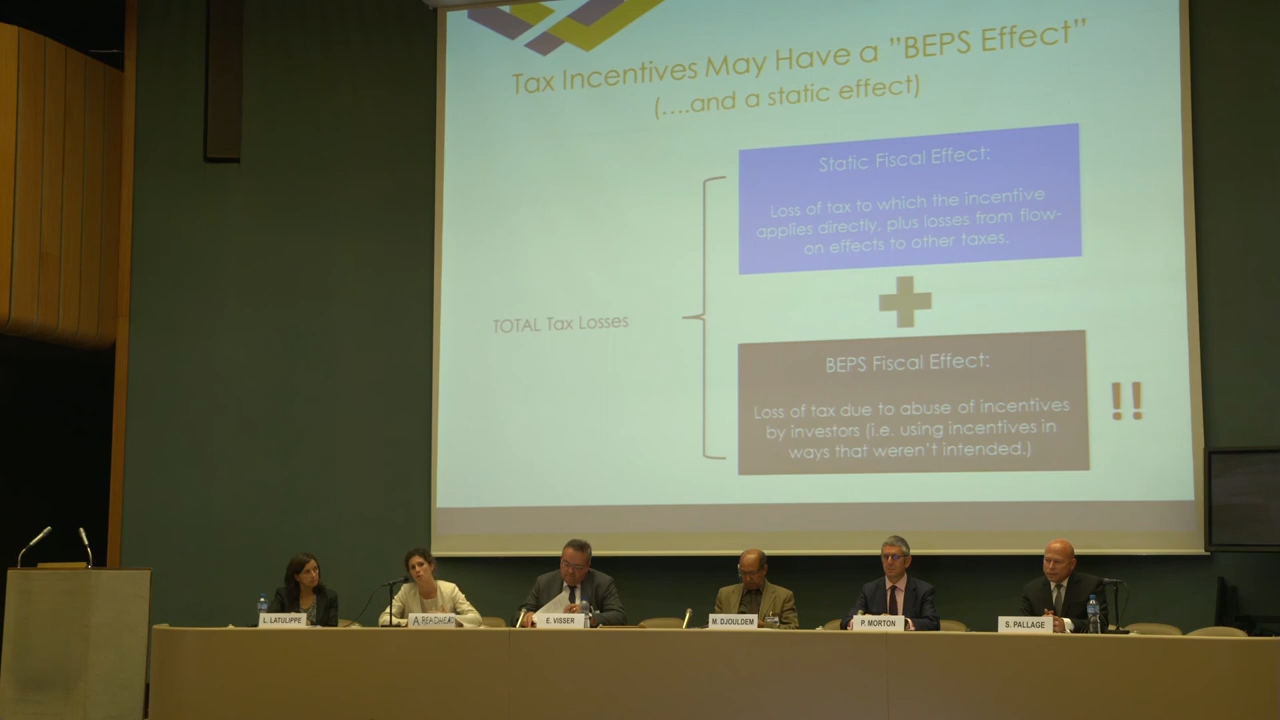 Tax Incentives May Have a "BEPS Effect"
(....and a static effect)
Static Fiscal Effect:
Loss of tax to which the incentive
applies directly, plus losses from flow-
on effects to other taxes.
TOTAL Tax Losses
BEPS Fiscal Effect:
Loss of tax due to abuse of incentives
by investors (i.e. using incentives in
ways that weren't intended.)
!!
L. LATULIPPE
A. READHEAD
E. VISSER
M. DJOULDEM
P. MORTON
S. PALLAGE